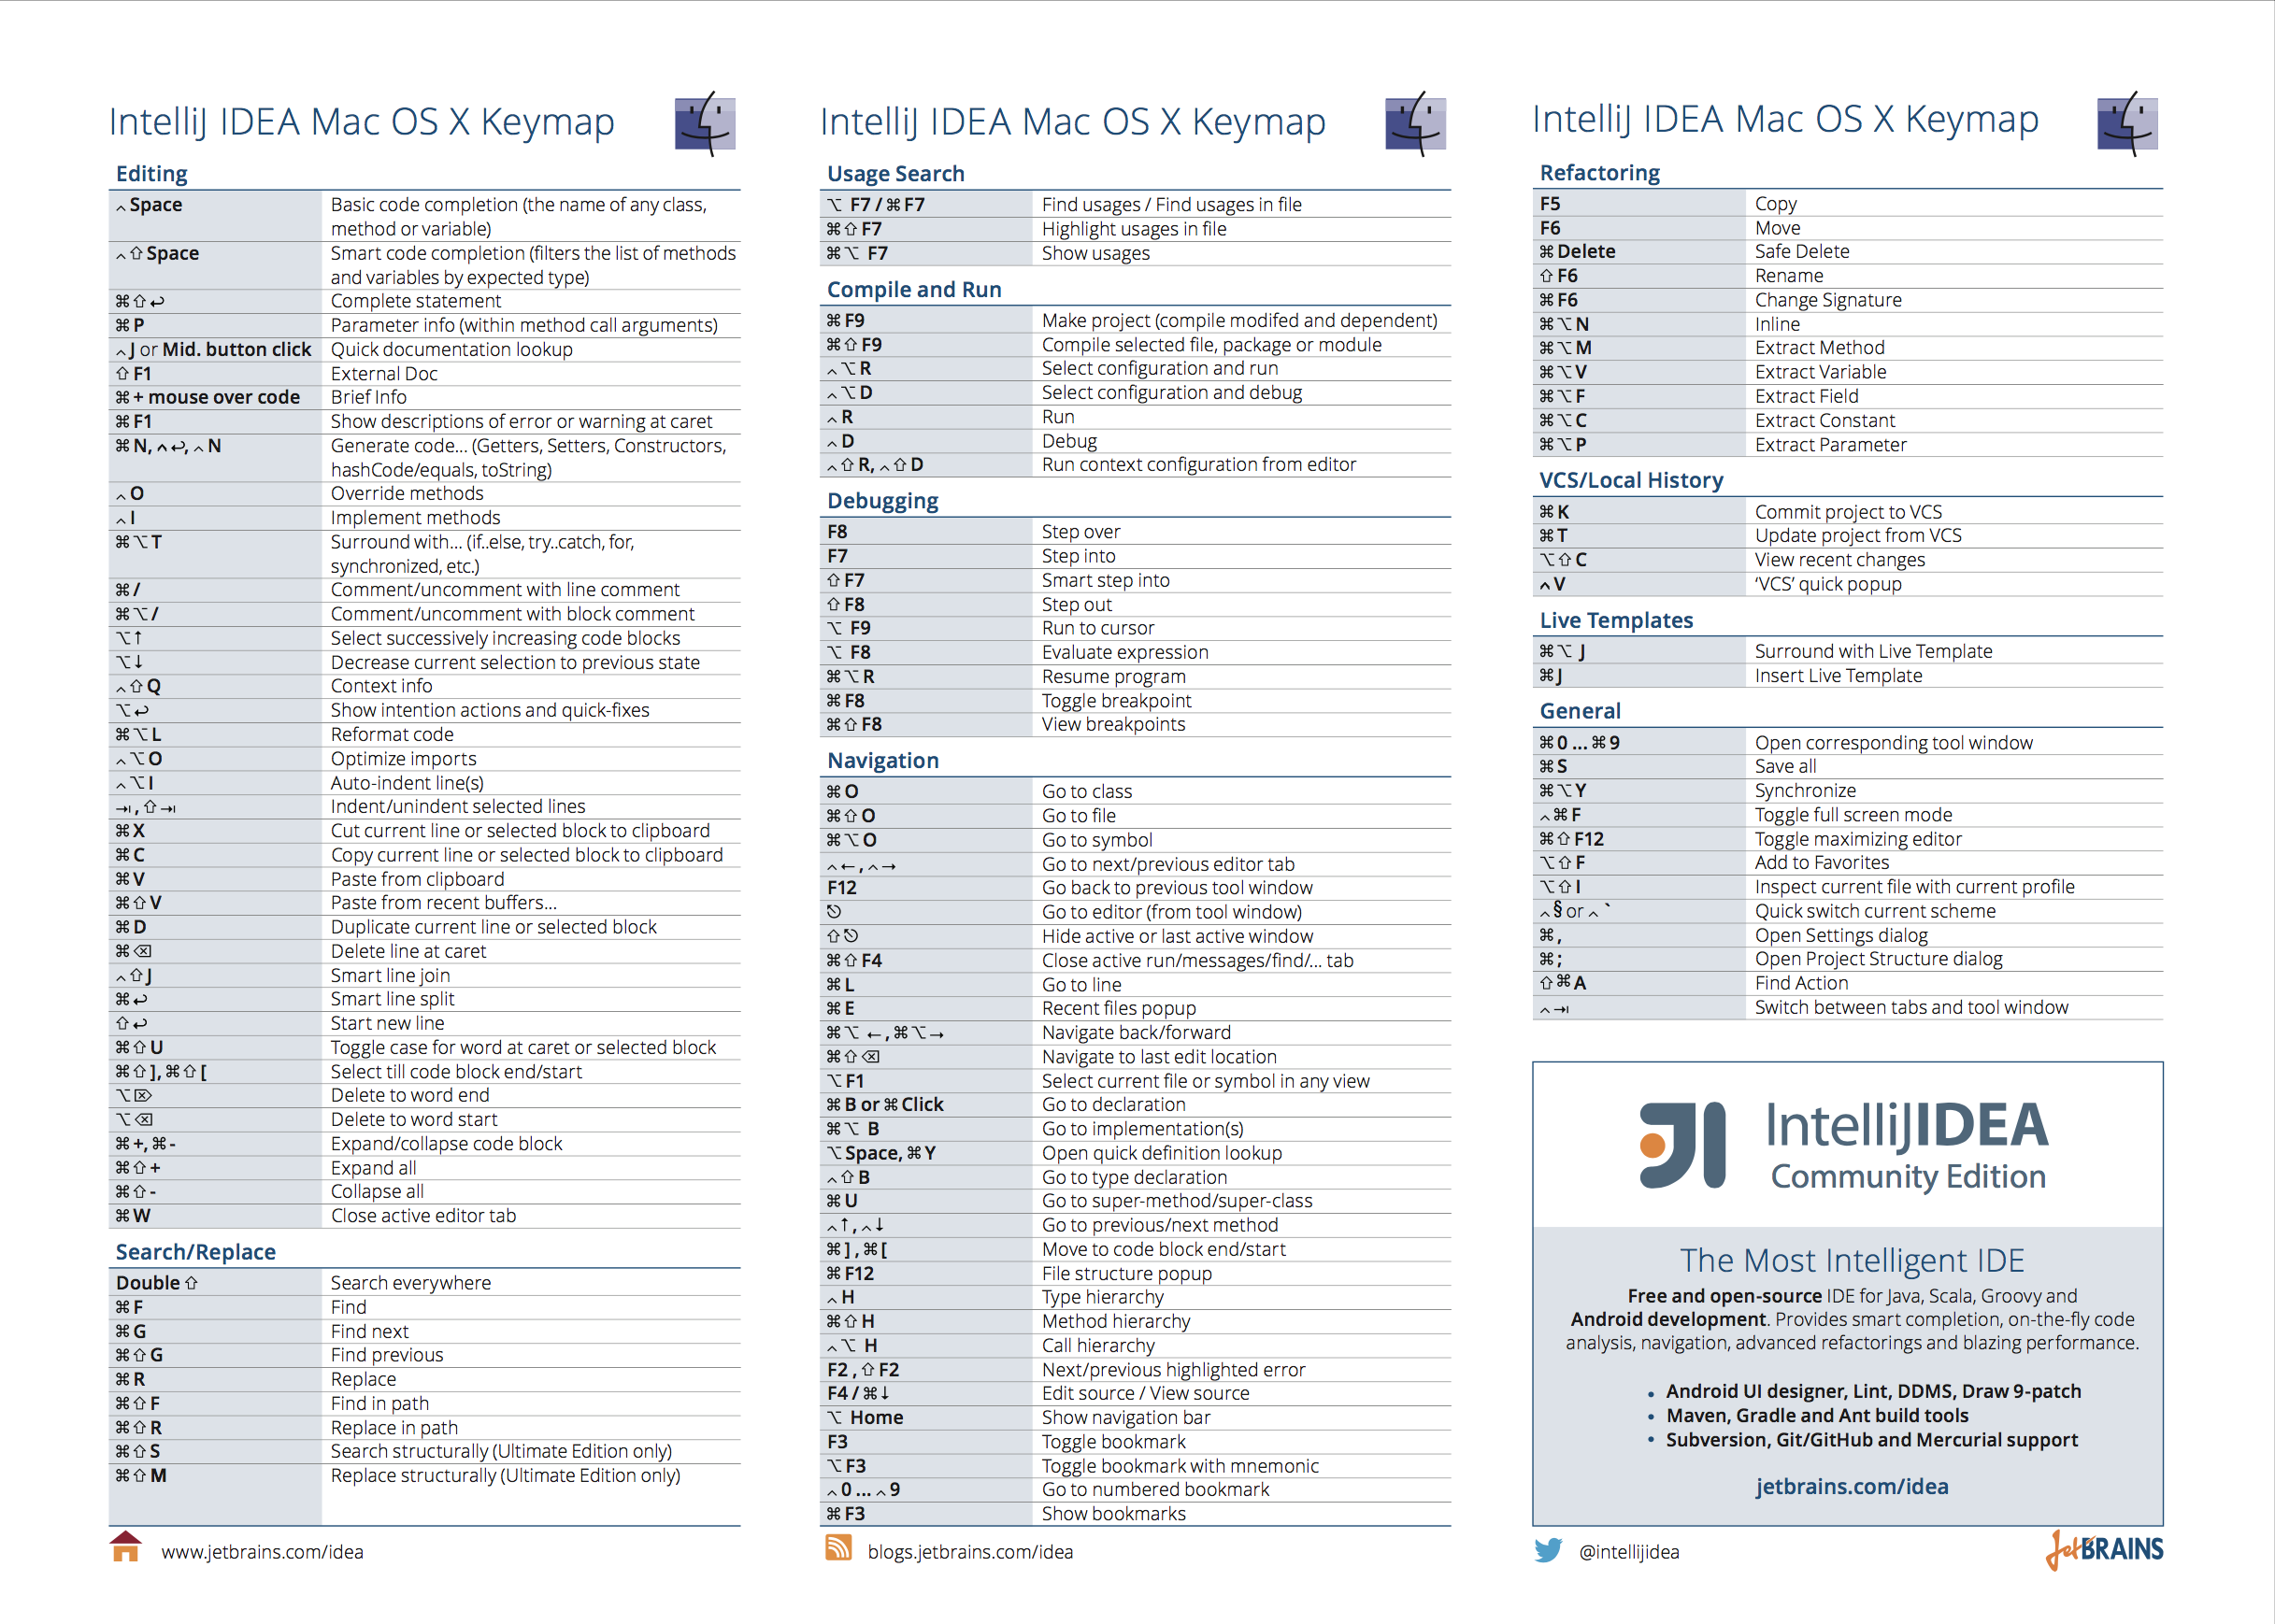 IntelliJ IDEA Mac OS X Keymap
Editing
^ Space Basic code completion (the name of any class,
method or variable)
^ ⇧ Space Smart code completion (filters the list of methods
and variables by expected type)
⌘ ⇧ ↩ Complete statement
⌘ P Parameter info (within method call arguments)
^ J or Mid. button click Quick documentation lookup
⇧ F1 External Doc
⌘ + mouse over code Brief Info
⌘ F1 Show descriptions of error or warning at caret
⌘ N, ^ ↩, ^ N Generate code... (Getters, Setters, Constructors,
hashCode/equals, toString)
^ O Override methods
^ I Implement methods
⌘ ⌥ T Surround with... (if..else, try..catch, for,
synchronized, etc.)
⌘ / Comment/uncomment with line comment
⌘ ⌥ / Comment/uncomment with block comment
⌥ ↑ Select successively increasing code blocks
⌥ ↓ Decrease current selection to previous state
^ ⇧ Q Context info
⌥ ↩ Show intention actions and quick-fixes
⌘ ⌥ L Reformat code
^ ⌥ O Optimize imports
^ ⌥ I Auto-indent line(s)
⇥, ⇧ ⇥ Indent/unindent selected lines
⌘ X Cut current line or selected block to clipboard
⌘ C Copy current line or selected block to clipboard
⌘ V Paste from clipboard
⌘ ⇧ V Paste from recent buffers...
⌘ D Duplicate current line or selected block
⌘ ⌫ Delete line at caret
^ ⇧ J Smart line join
⌘ ↩ Smart line split
⇧ ↩ Start new line
⌘ ⇧ U Toggle case for word at caret or selected block
⌘ ⇧ ], ⌘ ⇧ [ Select till code block end/start
⌥ ⌦ Delete to word end
⌥ ⌫ Delete to word start
⌘ +, ⌘ - Expand/collapse code block
⌘ ⇧ + Expand all
⌘ ⇧ - Collapse all
⌘ W Close active editor tab
Search/Replace
Double ⇧ Search everywhere
⌘ F Find
⌘ G Find next
⌘ ⇧ G Find previous
⌘ R Replace
⌘ ⇧ F Find in path
⌘ ⇧ R Replace in path
⌘ ⇧ S Search structurally (Ultimate Edition only)
⌘ ⇧ M Replace structurally (Ultimate Edition only)
www.jetbrains.com/idea
IntelliJ IDEA Mac OS X Keymap
Usage Search
⌥ F7 / ⌘ F7 Find usages / Find usages in file
⌘ ⇧ F7 Highlight usages in file
⌘ ⌥ F7 Show usages
Compile and Run
⌘ F9 Make project (compile modifed and dependent)
⌘ ⇧ F9 Compile selected file, package or module
^ ⌥ R Select configuration and run
^ ⌥ D Select configuration and debug
^ R Run
^ D Debug
^ ⇧ R, ^ ⇧ D Run context configuration from editor
Debugging
F8 Step over
F7 Step into
⇧ F7 Smart step into
⇧ F8 Step out
⌥ F9 Run to cursor
⌥ F8 Evaluate expression
⌘ ⌥ R Resume program
⌘ F8 Toggle breakpoint
⌘ ⇧ F8 View breakpoints
Navigation
⌘ O Go to class
⌘ ⇧ O Go to file
⌘ ⌥ O Go to symbol
^ ←, ^ → Go to next/previous editor tab
F12 Go back to previous tool window
⎋ Go to editor (from tool window)
⇧ ⎋ Hide active or last active window
⌘ ⇧ F4 Close active run/messages/find/... tab
⌘ L Go to line
⌘ E Recent files popup
⌘ ⌥ ←, ⌘ ⌥ → Navigate back/forward
⌘ ⇧ ⌫ Navigate to last edit location
⌥ F1 Select current file or symbol in any view
⌘ B or ⌘ Click Go to declaration
⌘ ⌥ B Go to implementation(s)
⌥ Space, ⌘ Y Open quick definition lookup
^ ⇧ B Go to type declaration
⌘ U Go to super-method/super-class
^ ↑, ^ ↓ Go to previous/next method
⌘ ], ⌘ [ Move to code block end/start
⌘ F12 File structure popup
^ H Type hierarchy
⌘ ⇧ H Method hierarchy
^ ⌥ H Call hierarchy
F2 , ⇧ F2 Next/previous highlighted error
F4 / ⌘ ↓ Edit source / View source
⌥ Home Show navigation bar
F3 Toggle bookmark
⌥ F3 Toggle bookmark with mnemonic
^ 0 ... ^ 9 Go to numbered bookmark
⌘ F3 Show bookmarks
blogs.jetbrains.com/idea
IntelliJ IDEA Mac OS X Keymap
Refactoring
F5 Copy
F6 Move
⌘ Delete Safe Delete
⇧ F6 Rename
⌘ F6 Change Signature
⌘ ⌥ N Inline
⌘ ⌥ M Extract Method
⌘ ⌥ V Extract Variable
⌘ ⌥ F Extract Field
⌘ ⌥ C Extract Constant
⌘ ⌥ P Extract Parameter
VCS/Local History
⌘ K Commit project to VCS
⌘ T Update project from VCS
⌥ ⇧ C View recent changes
^ V ‘VCS’ quick popup
Live Templates
⌘ ⌥ J Surround with Live Template
⌘ J Insert Live Template
General
⌘ 0 ... ⌘ 9 Open corresponding tool window
⌘ S Save all
⌘ ⌥ Y Synchronize
^ ⌘ F Toggle full screen mode
⌘ ⇧ F12 Toggle maximizing editor
⌥ ⇧ F Add to Favorites
⌥ ⇧ I Inspect current file with current profile
^ § or ^ ` Quick switch current scheme
⌘ , Open Settings dialog
⌘ ; Open Project Structure dialog
⇧ ⌘ A Find Action
^ ⇥ Switch between tabs and tool window
JI IntelliJIDEA
Community Edition
The Most Intelligent IDE
Free and open-source IDE for Java, Scala, Groovy and
Android development. Provides smart completion, on-the-fly code
analysis, navigation, advanced refactorings and blazing performance.
• Android UI designer, Lint, DDMS, Draw 9-patch
• Maven, Gradle and Ant build tools
• Subversion, Git/GitHub and Mercurial support
jetbrains.com/idea
@intellijidea
JetBRAINS